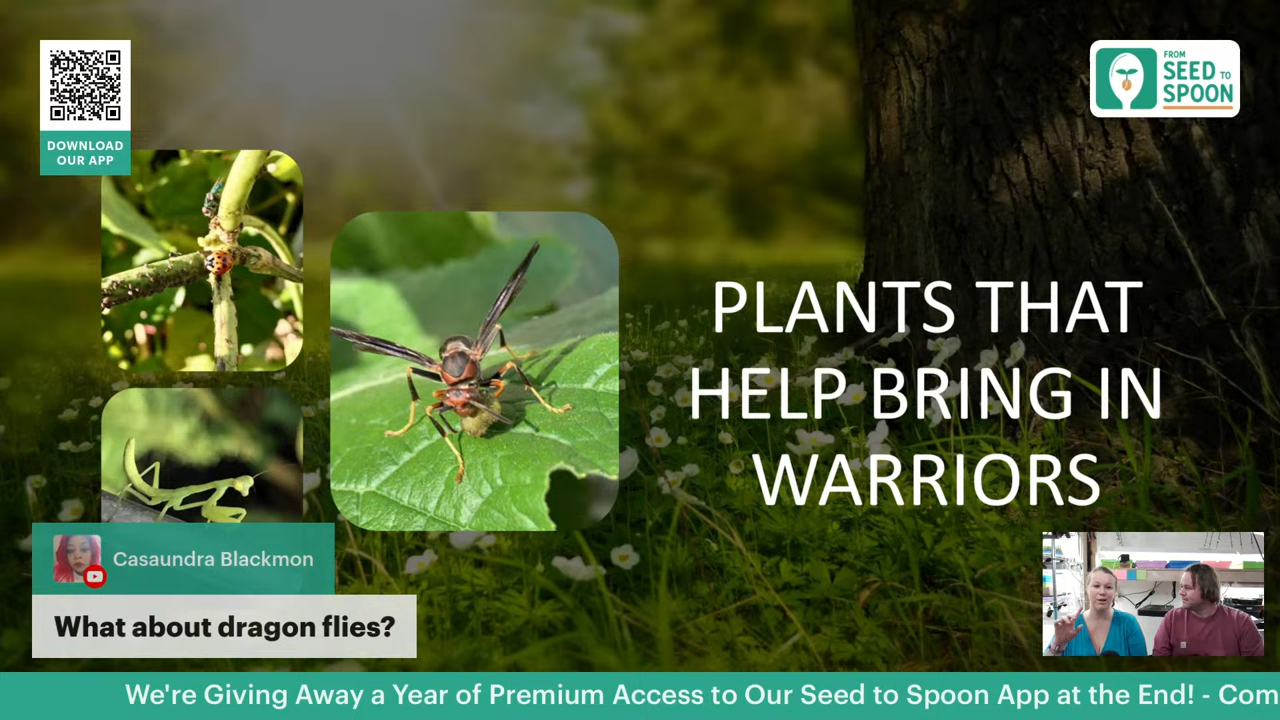 DOWNLOAD
OUR APP
FROM
SEED TO
SPOON
PLANTS THAT
HELP BRING IN
WARRIORS
Casaundra Blackmon
What about dragon flies?
We're Giving Away a Year of Premium Access to Our Seed to Spoon App at the End! - Com